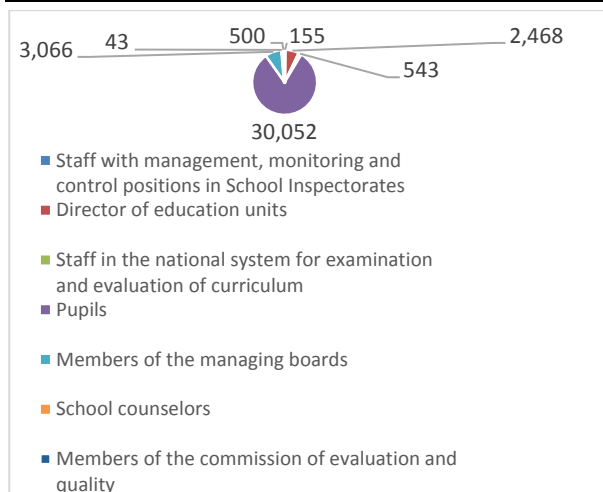 43 500 155 2,468
3,066 543
30,052
Staff with management, monitoring and
control positions in School Inspectorates
Director of education units
Staff in the national system for examination
and evaluation of curriculum
Pupils
Members of the managing boards
School counselors
Members of the commission of evaluation and
quality